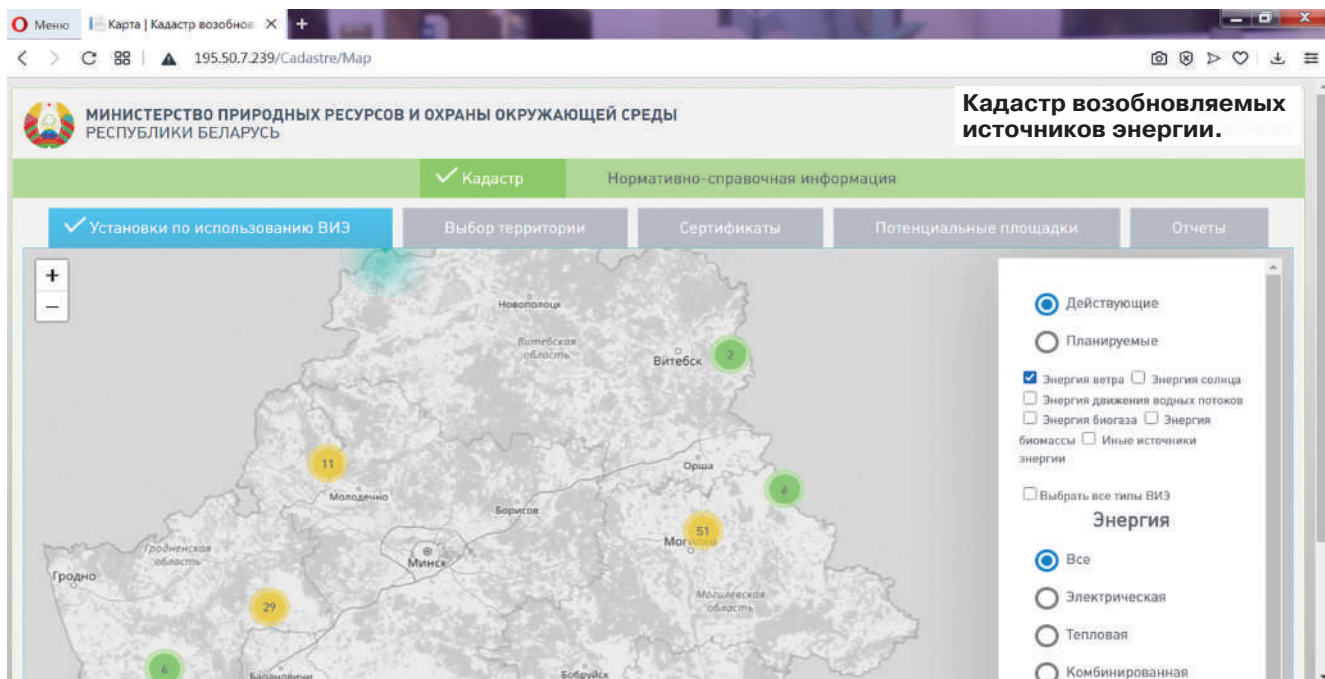 Меню
Карта | Кадастр возобнов
195.50.7.239/Cadastre/Map
МИНИСТЕРСТВО ПРИРОДНЫХ РЕСУРСОВ И ОХРАНЫ ОКРУЖАЮЩЕЙ СРЕДЫ
РЕСПУБЛИКИ БЕЛАРУСЬ
Кадастр возобновляемых
источников энергии.
Кадастр
Нормативно-справочная информация
Установки по использованию ВИЭ
Выбор территории
Сертификаты
Потенциальные площадки
Отчеты
+
−
Новополоцк
Витебская
область
Витебск
2
11
Молодечно
Борисов
Орша
6
51
Минск
Гродненская
область
Гродно
29
Могилевская
область
6
Барановичи
Бобруйск
Действующие
Планируемые
Энергия ветра Энергия солнца
Энергия движения водных потоков
Энергия биогаза Энергия
биомассы Иные источники
энергии
Выбрать все типы ВИЭ
Энергия
Все
Электрическая
Тепловая
Комбинированная